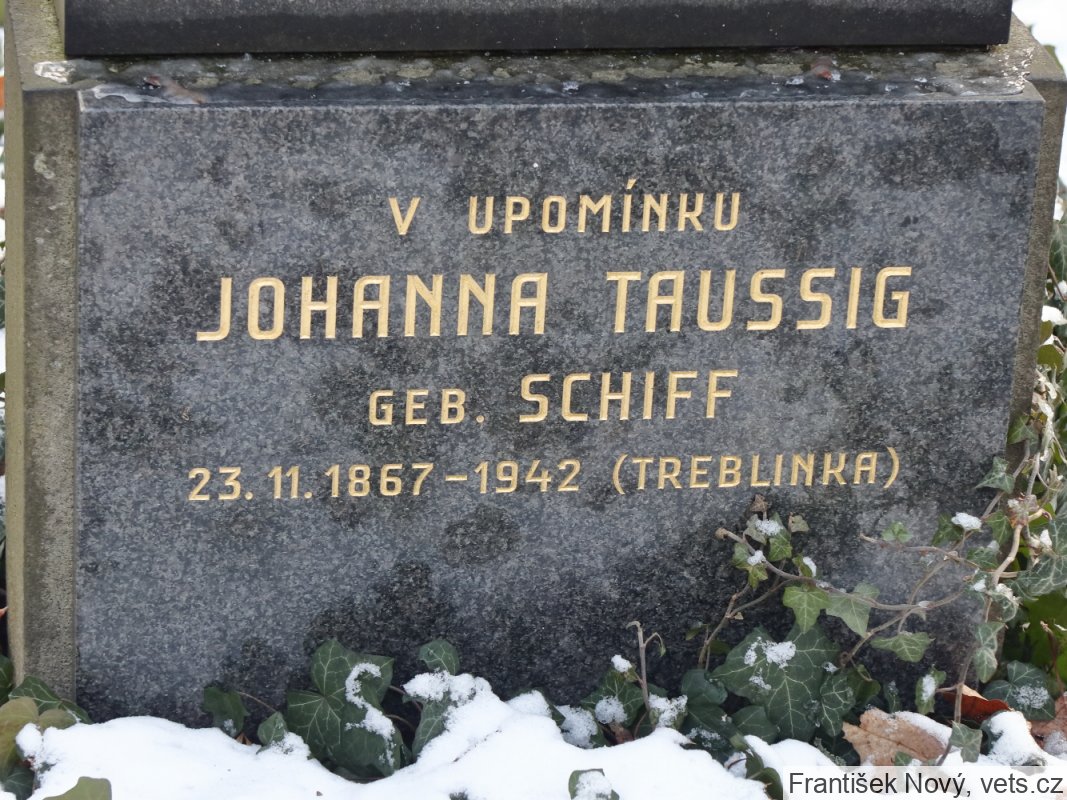 V UPOMÍNKU
JOHANNA TAUSSIG
GEB. SCHIFF
23. 11. 1867 – 1942 (TREBLINKA)
František Nový, vets.cz